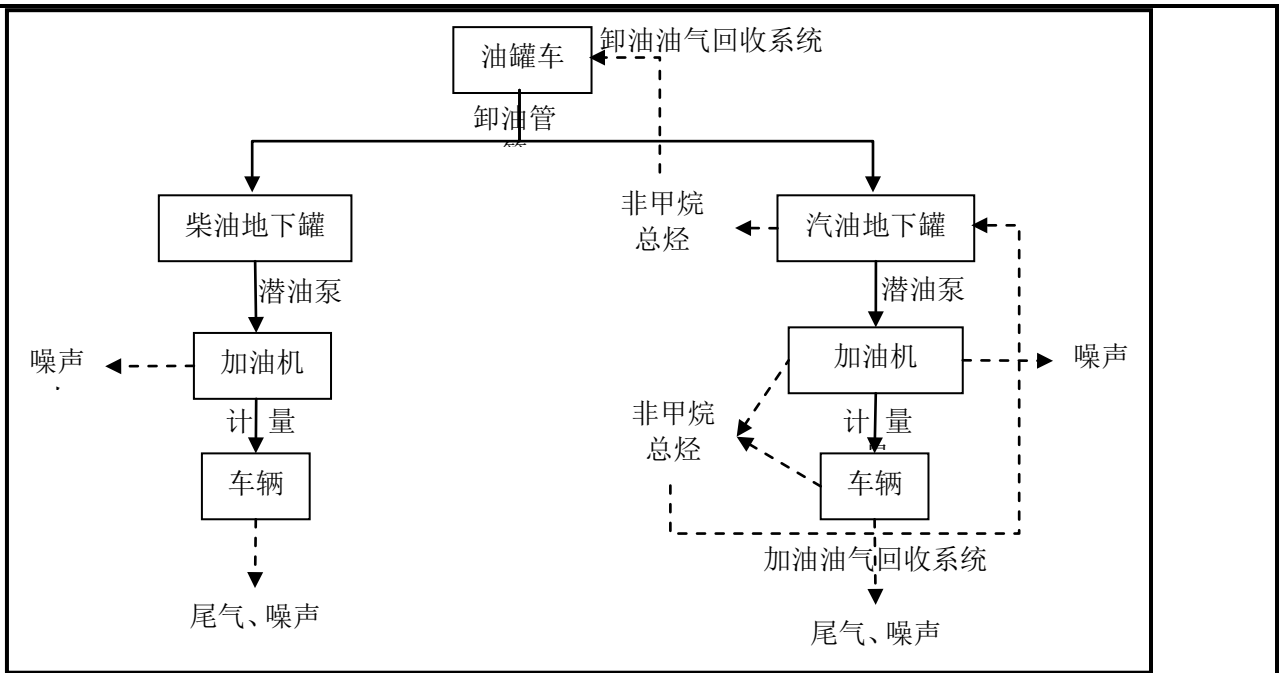 卸油油气回收系统
油罐车
卸油管
非甲烷
总烃
柴油地下罐
汽油地下罐
潜油泵
潜油泵
噪声
加油机
加油机
噪声
非甲烷
总烃
计 量
计 量
车辆
车辆
加油油气回收系统
尾气、噪声
尾气、噪声